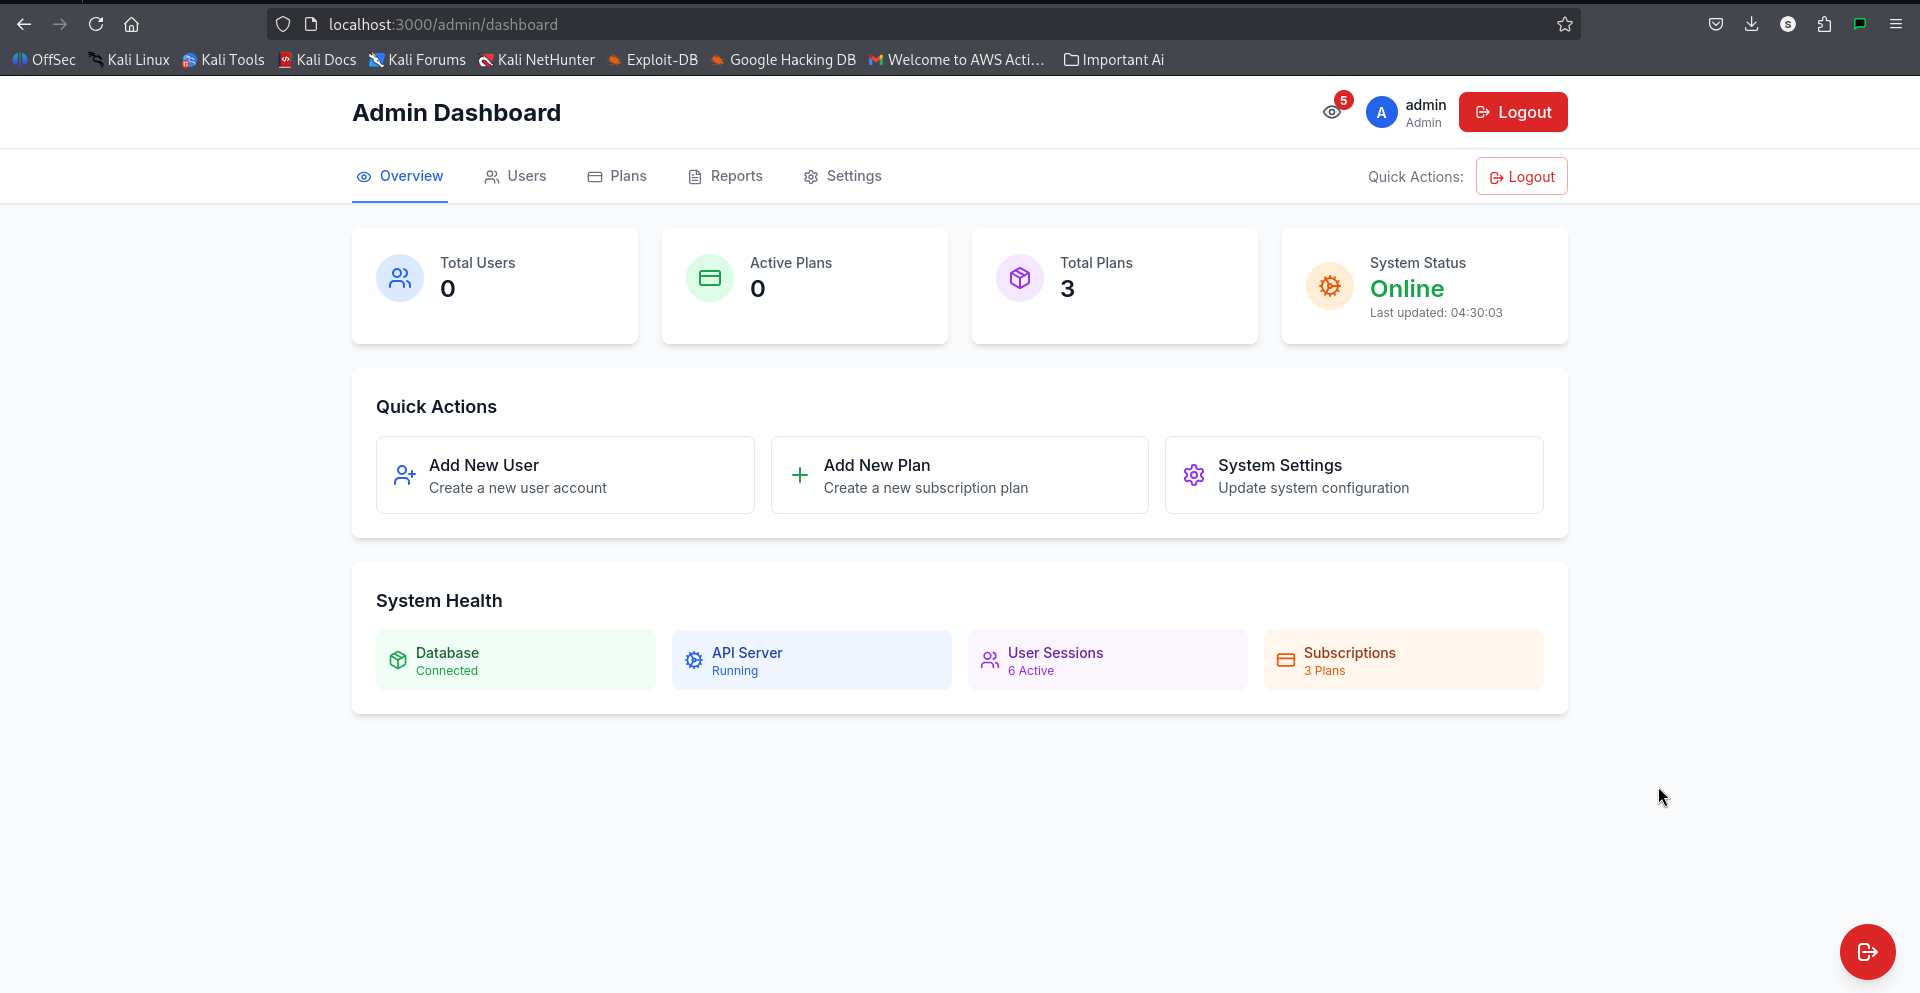 localhost:3000/admin/dashboard
S
OffSec Kali Linux Kali Tools Kali Docs Kali Forums Kali NetHunter Exploit-DB Google Hacking DB Welcome to AWS Acti… Important Ai
Admin Dashboard
5
A
admin
Admin
Logout
Overview Users Plans Reports Settings
Quick Actions: Logout
Total Users
0
Active Plans
0
Total Plans
3
System Status
Online
Last updated: 04:30:03
Quick Actions
Add New User
Create a new user account
Add New Plan
Create a new subscription plan
System Settings
Update system configuration
System Health
Database
Connected
API Server
Running
User Sessions
6 Active
Subscriptions
3 Plans